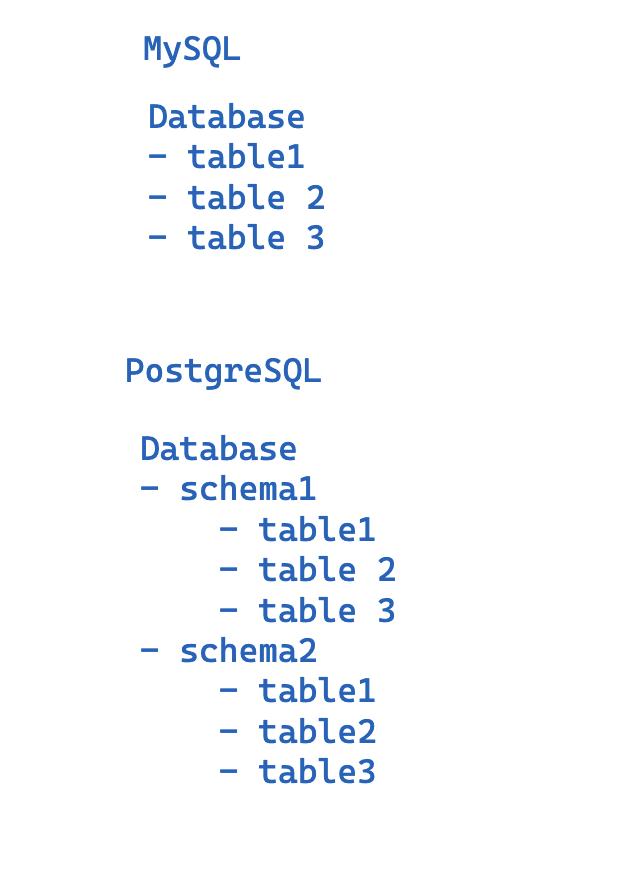 MySQL
Database
- table1
- table 2
- table 3
PostgreSQL
Database
- schema1
- table1
- table 2
- table 3
- schema2
- table1
- table2
- table3